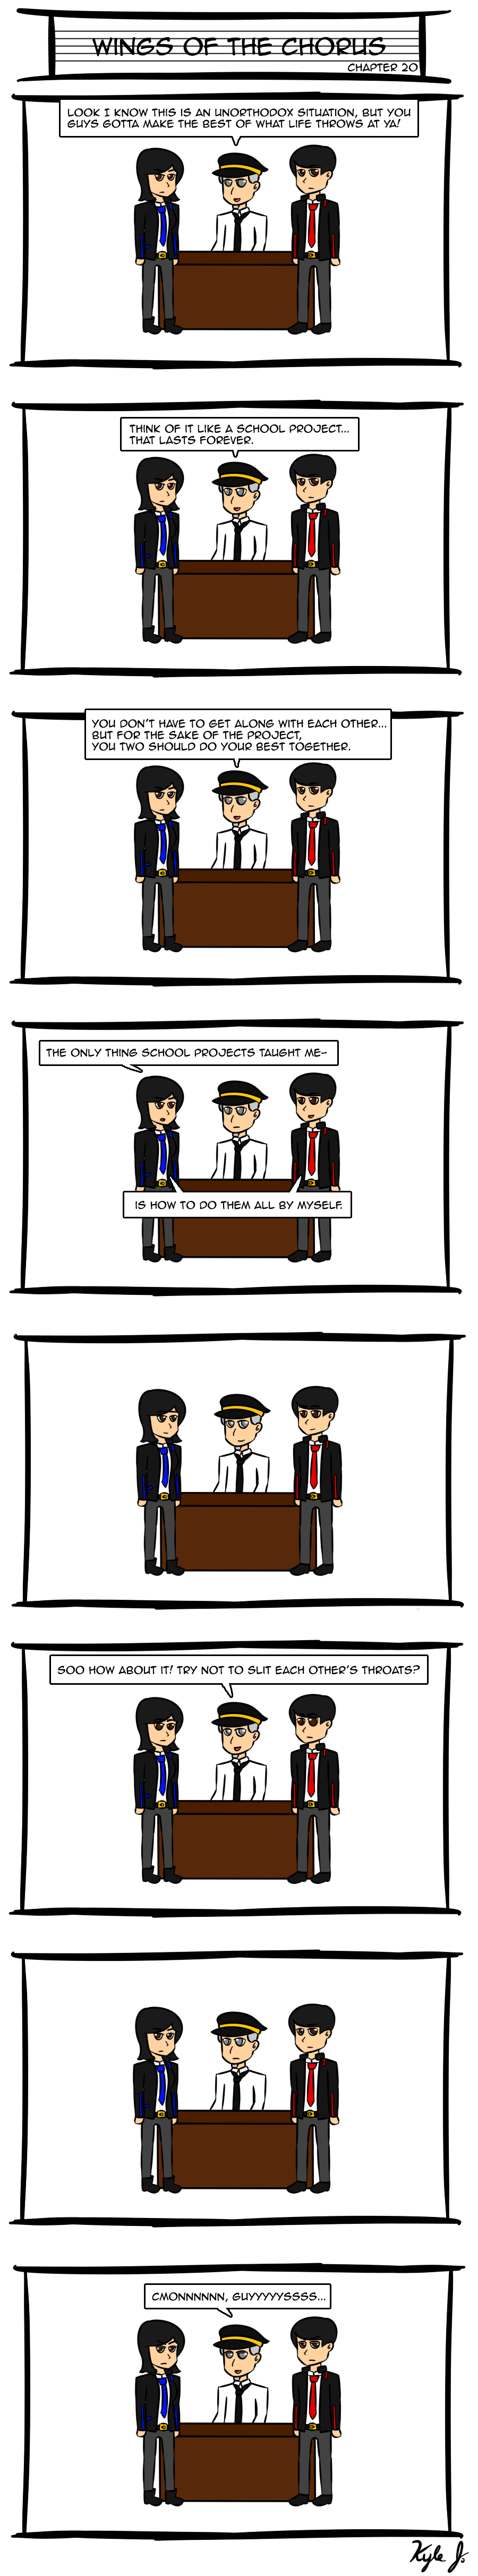 WINGS OF THE CHORUS
CHAPTER 20
LOOK I KNOW THIS IS AN UNORTHODOX SITUATION, BUT YOU
GUYS GOTTA MAKE THE BEST OF WHAT LIFE THROWS AT YA!
THINK OF IT LIKE A SCHOOL PROJECT...
THAT LASTS FOREVER.
YOU DON'T HAVE TO GET ALONG WITH EACH OTHER...
BUT FOR THE SAKE OF THE PROJECT,
YOU TWO SHOULD DO YOUR BEST TOGETHER.
THE ONLY THING SCHOOL PROJECTS TAUGHT ME-
IS HOW TO DO THEM ALL BY MYSELF.
SOO HOW ABOUT IT! TRY NOT TO SLIT EACH OTHER'S THROATS?
CMONNNNNN, GUYYYYYSSSS...
Kyle J.